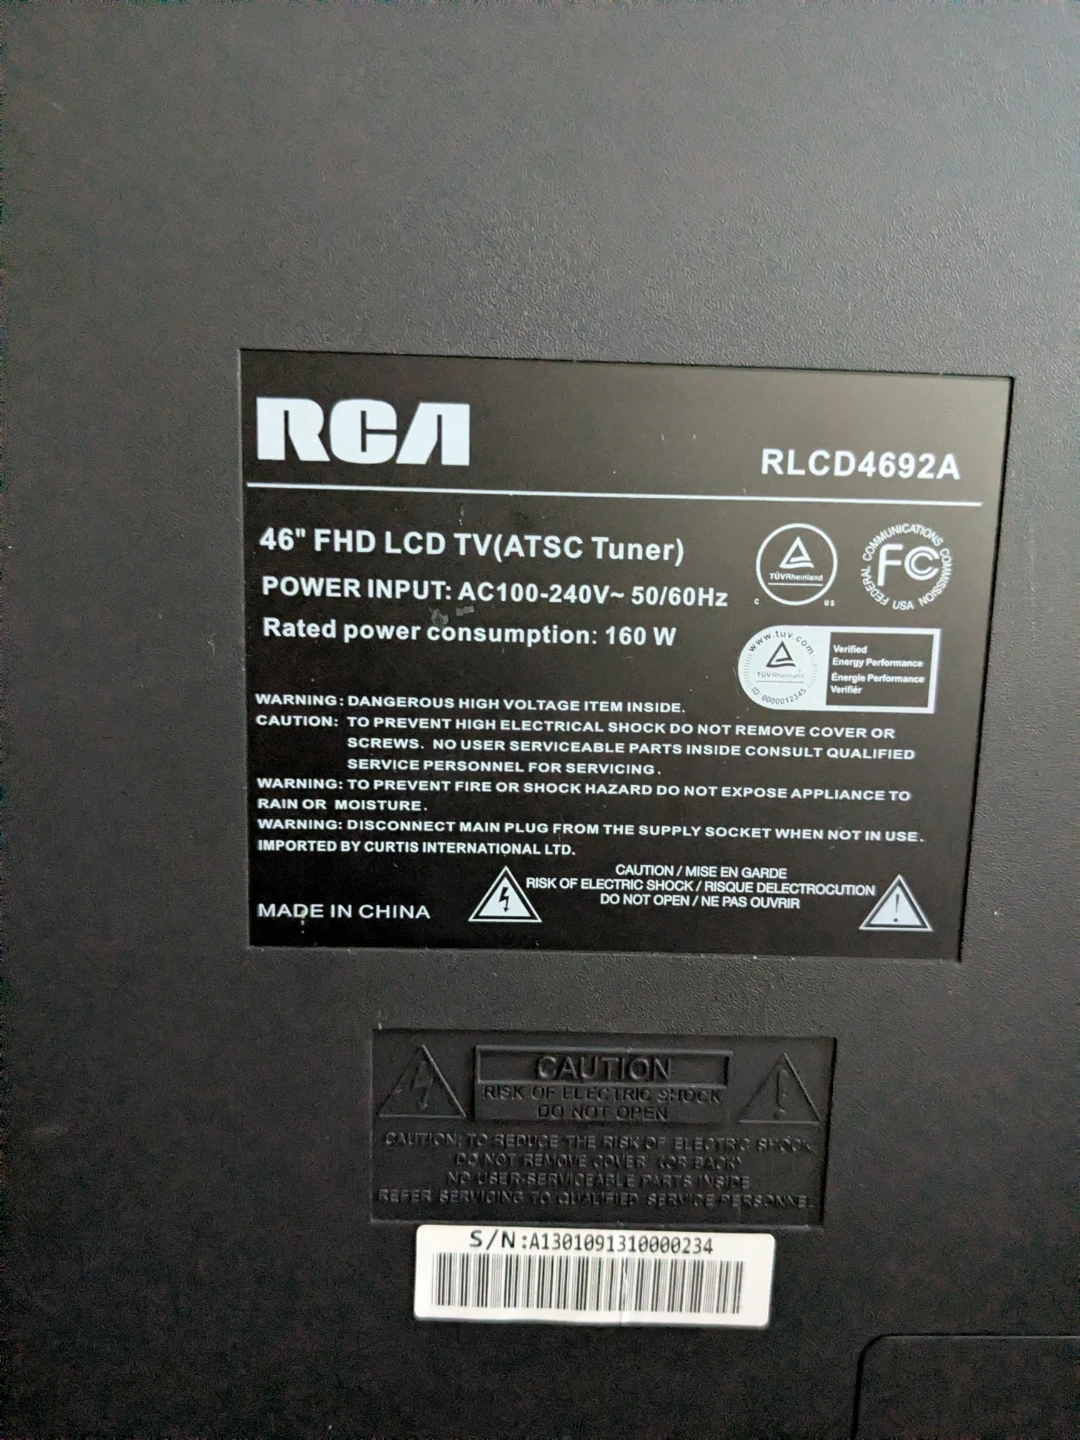 RCA
RLCD4692A
46" FHD LCD TV(ATSC Tuner)
POWER INPUT: AC100-240V~ 50/60Hz
Rated power consumption: 160 W
TÜVRheinland
C US
FEDERAL COMMUNICATIONS COMMISSION USA
FC
www.tuv.com
TÜVRheinland
ID: 0000012345
Verified
Energy Performance
Énergie Performance
Verifiér
WARNING: DANGEROUS HIGH VOLTAGE ITEM INSIDE.
CAUTION: TO PREVENT HIGH ELECTRICAL SHOCK DO NOT REMOVE COVER OR
SCREWS. NO USER SERVICEABLE PARTS INSIDE CONSULT QUALIFIED
SERVICE PERSONNEL FOR SERVICING.
WARNING: TO PREVENT FIRE OR SHOCK HAZARD DO NOT EXPOSE APPLIANCE TO
RAIN OR MOISTURE.
WARNING: DISCONNECT MAIN PLUG FROM THE SUPPLY SOCKET WHEN NOT IN USE.
IMPORTED BY CURTIS INTERNATIONAL LTD.
CAUTION / MISE EN GARDE
RISK OF ELECTRIC SHOCK / RISQUE DELECTROCUTION
DO NOT OPEN / NE PAS OUVRIR
MADE IN CHINA
CAUTION
RISK OF ELECTRIC SHOCK
DO NOT OPEN
CAUTION: TO REDUCE THE RISK OF ELECTRIC SHOCK
DO NOT REMOVE COVER (OR BACK)
NO USER-SERVICEABLE PARTS INSIDE
REFER SERVICING TO QUALIFIED SERVICE PERSONNEL.
S/N:A1301091310000234